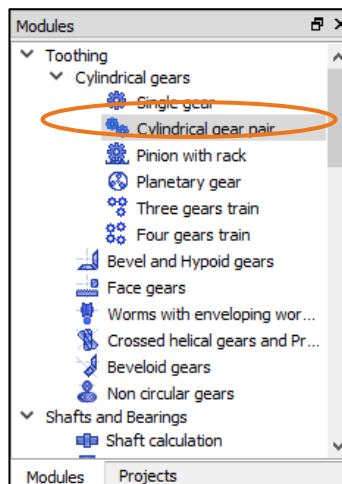 Modules
Toothing
Cylindrical gears
Single gear
Cylindrical gear pair
Pinion with rack
Planetary gear
Three gears train
Four gears train
Bevel and Hypoid gears
Face gears
Worms with enveloping wor...
Crossed helical gears and Pr...
Beveloid gears
Non circular gears
Shafts and Bearings
Shaft calculation
Modules Projects